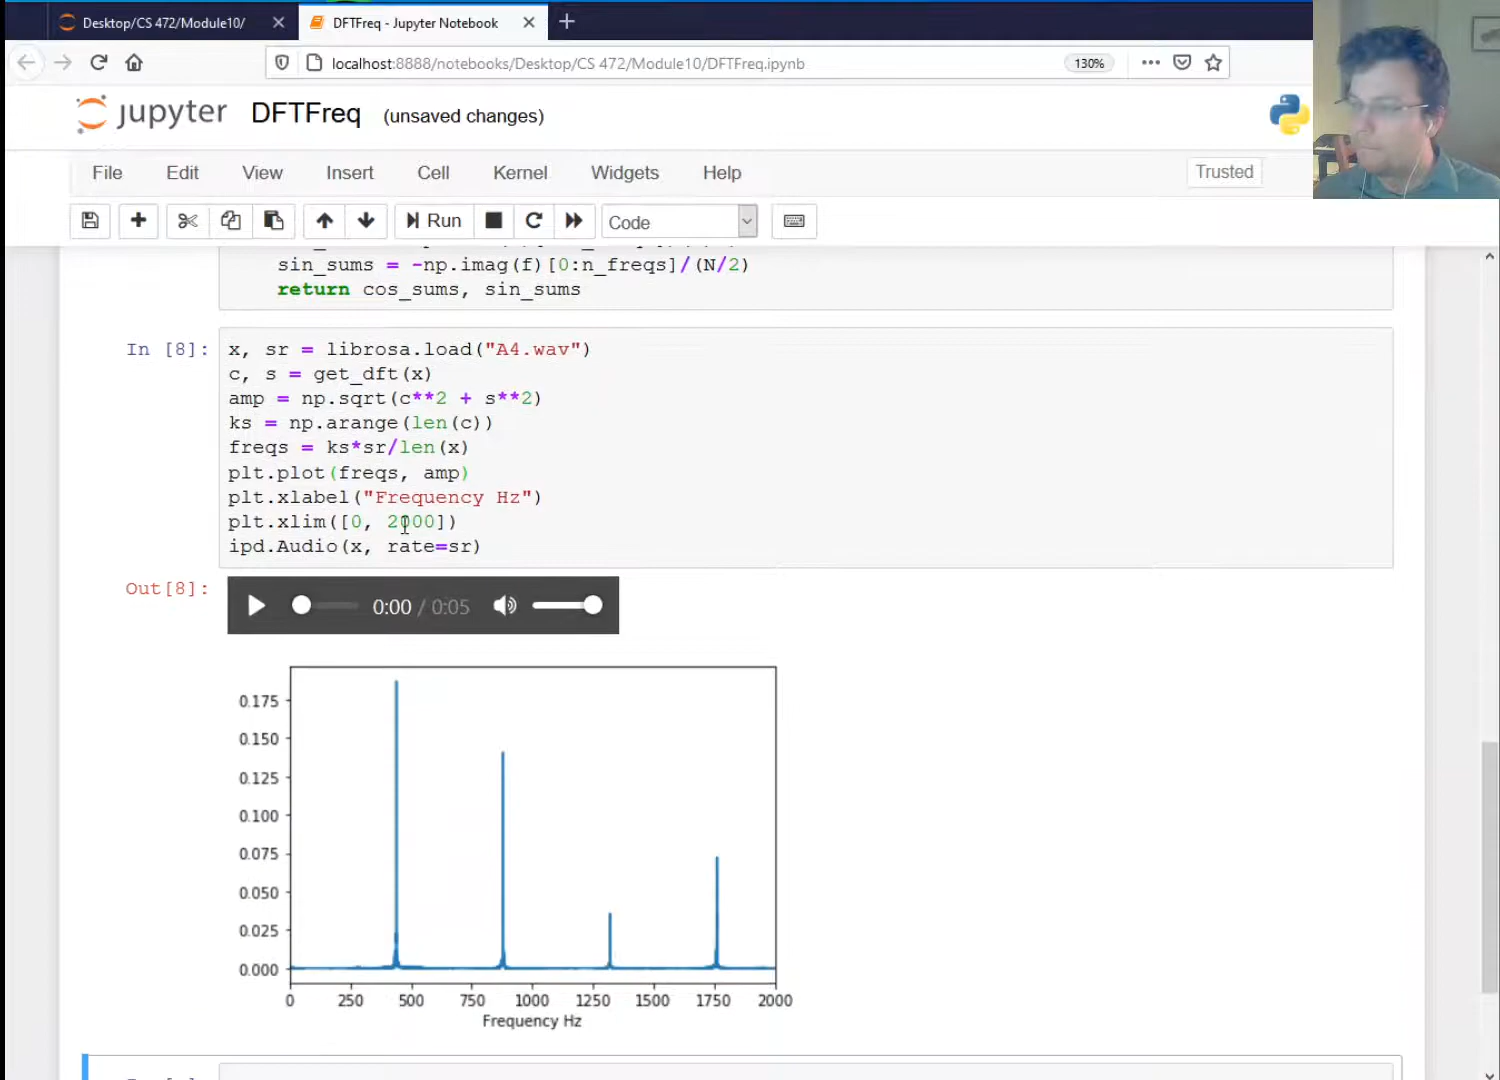 Desktop/CS 472/Module10/
DFTFreq - Jupyter Notebook
localhost:8888/notebooks/Desktop/CS 472/Module10/DFTFreq.ipynb
130%
jupyter DFTFreq (unsaved changes)
File Edit View Insert Cell Kernel Widgets Help
Trusted
Run
Code
sin_sums = -np.imag(f)[0:n_freqs]/(N/2)
return cos_sums, sin_sums
In [8]:
x, sr = librosa.load("A4.wav")
c, s = get_dft(x)
amp = np.sqrt(c**2 + s**2)
ks = np.arange(len(c))
freqs = ks*sr/len(x)
plt.plot(freqs, amp)
plt.xlabel("Frequency Hz")
plt.xlim([0, 2000])
ipd.Audio(x, rate=sr)
Out[8]:
0:00 / 0:05
0.175
0.150
0.125
0.100
0.075
0.050
0.025
0.000
0 250 500 750 1000 1250 1500 1750 2000
Frequency Hz